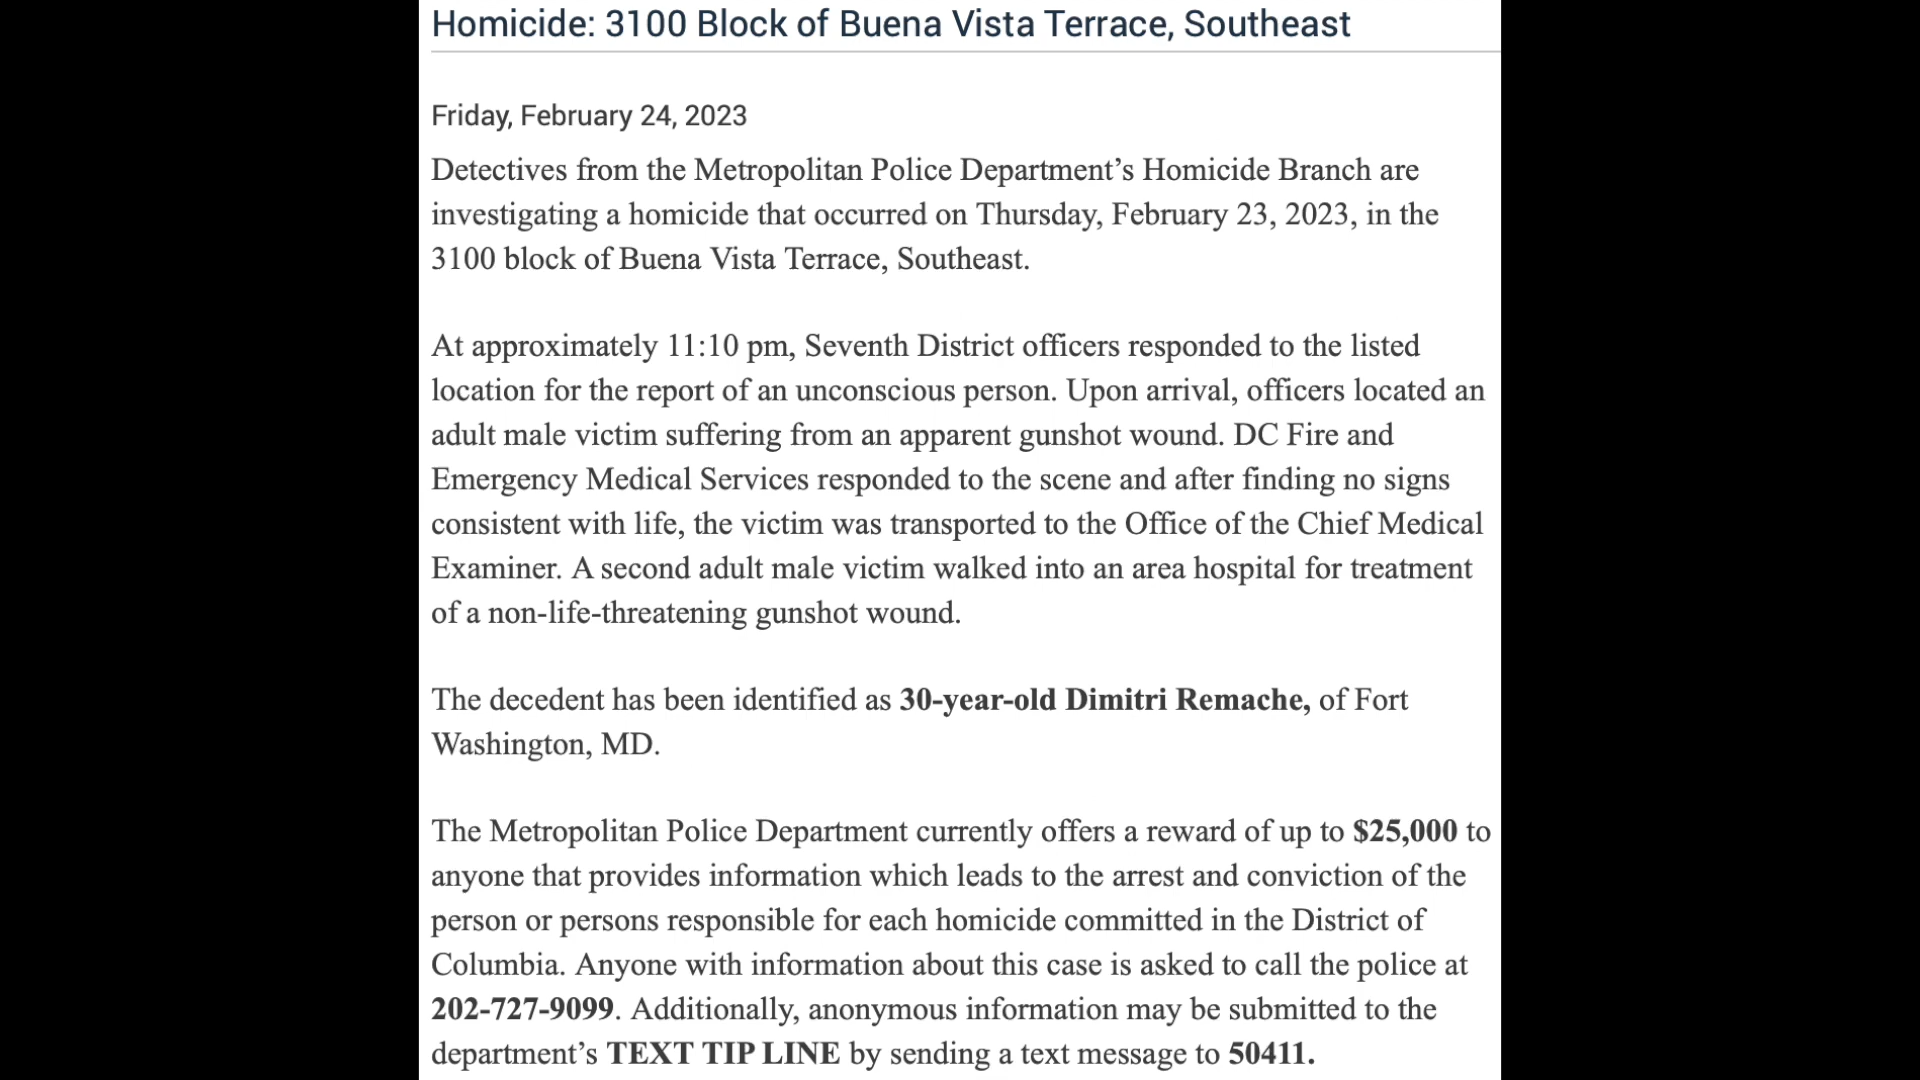 Homicide: 3100 Block of Buena Vista Terrace, Southeast
Friday, February 24, 2023
Detectives from the Metropolitan Police Department’s Homicide Branch are
investigating a homicide that occurred on Thursday, February 23, 2023, in the
3100 block of Buena Vista Terrace, Southeast.
At approximately 11:10 pm, Seventh District officers responded to the listed
location for the report of an unconscious person. Upon arrival, officers located an
adult male victim suffering from an apparent gunshot wound. DC Fire and
Emergency Medical Services responded to the scene and after finding no signs
consistent with life, the victim was transported to the Office of the Chief Medical
Examiner. A second adult male victim walked into an area hospital for treatment
of a non-life-threatening gunshot wound.
The decedent has been identified as 30-year-old Dimitri Remache, of Fort
Washington, MD.
The Metropolitan Police Department currently offers a reward of up to $25,000 to
anyone that provides information which leads to the arrest and conviction of the
person or persons responsible for each homicide committed in the District of
Columbia. Anyone with information about this case is asked to call the police at
202-727-9099. Additionally, anonymous information may be submitted to the
department’s TEXT TIP LINE by sending a text message to 50411.